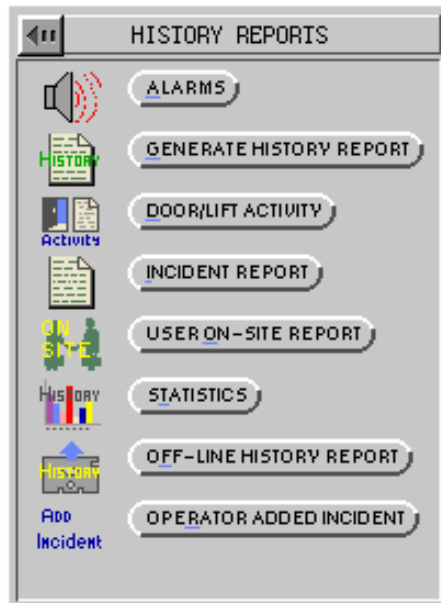 HISTORY REPORTS
ALARMS
HISTORY
GENERATE HISTORY REPORT
Activity
DOOR/LIFT ACTIVITY
INCIDENT REPORT
ON
SITE
USER ON-SITE REPORT
HISTORY
STATISTICS
HISTORY
OFF-LINE HISTORY REPORT
ADD
Incident
OPERATOR ADDED INCIDENT